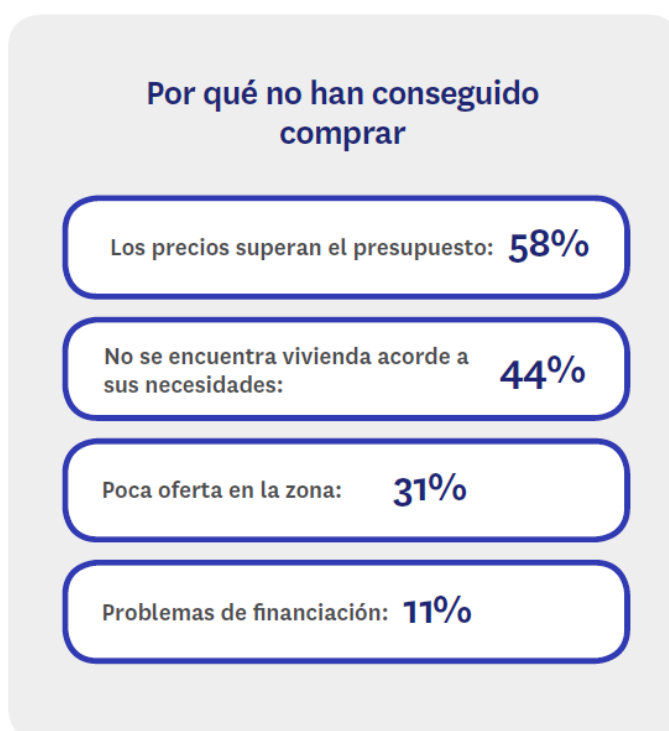 Por qué no han conseguido
comprar
Los precios superan el presupuesto: 58%
No se encuentra vivienda acorde a
sus necesidades: 44%
Poca oferta en la zona: 31%
Problemas de financiación: 11%